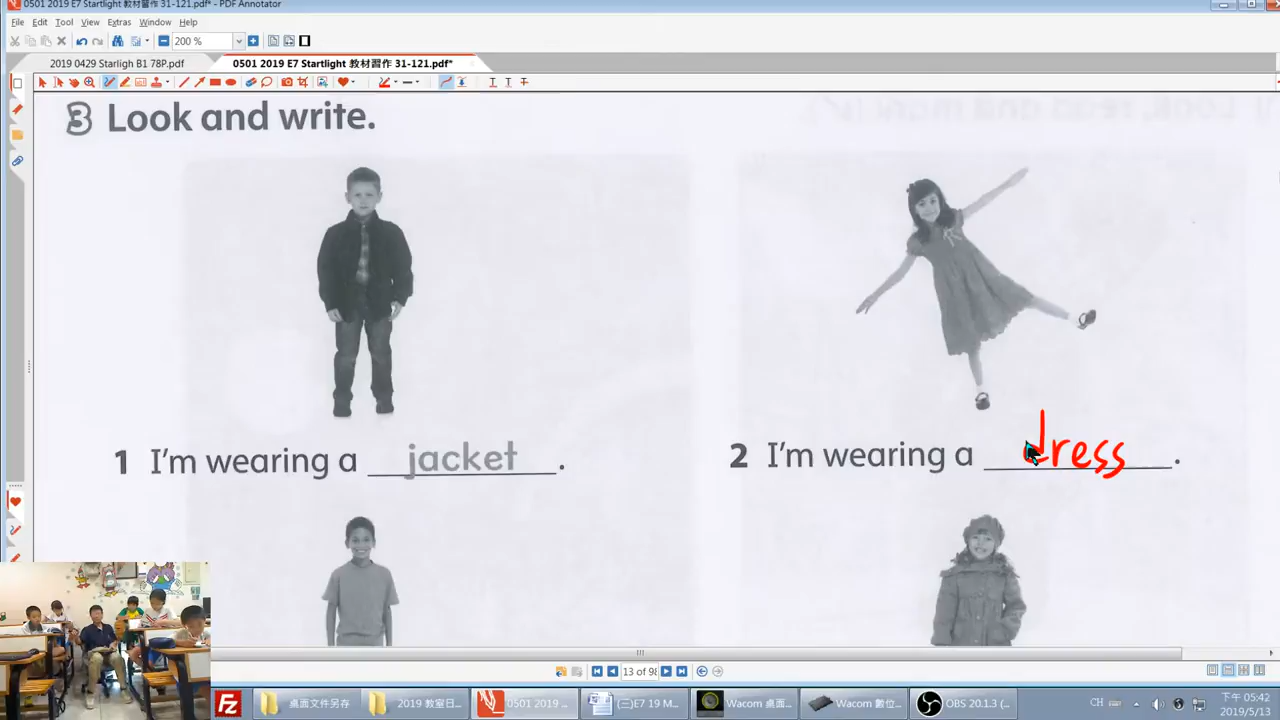 0501 2019 E7 Startlight 教材習作 31-121.pdf* - PDF Annotator
File Edit Tool View Extras Window Help
200 %
2019 0429 Starligh B1 78P.pdf
0501 2019 E7 Startlight 教材習作 31-121.pdf*
3 Look and write.
1 I'm wearing a jacket.
2 I'm wearing a dress.
13 of 98
桌面文件另存
2019 教室日...
0501 2019 ...
(三)E7 19 M...
Wacom 桌面...
Wacom 數位...
OBS 20.1.3 (...
CH
下午 05:42
2019/5/13